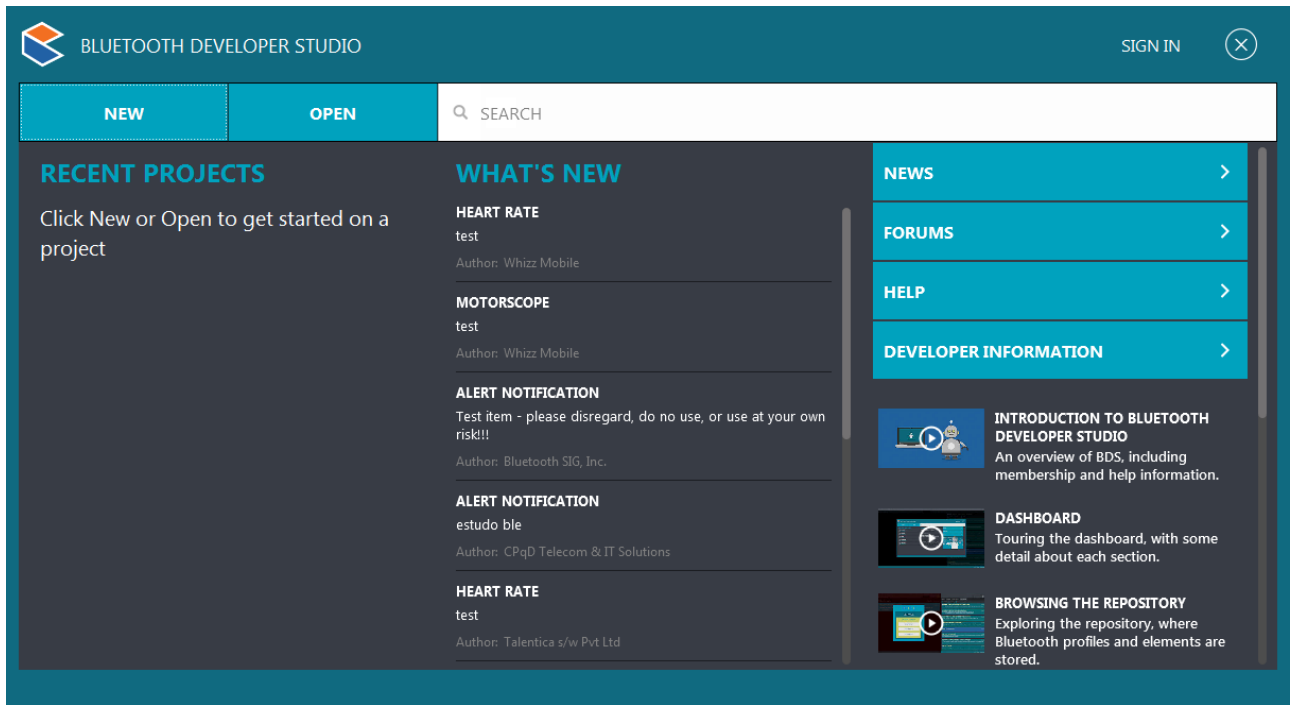 BLUETOOTH DEVELOPER STUDIO
SIGN IN
NEW
OPEN
SEARCH
RECENT PROJECTS
Click New or Open to get started on a
project
WHAT'S NEW
HEART RATE
test
Author: Whizz Mobile
MOTORSCOPE
test
Author: Whizz Mobile
ALERT NOTIFICATION
Test item - please disregard, do no use, or use at your own
risk!!!
Author: Bluetooth SIG, Inc.
ALERT NOTIFICATION
estudo ble
Author: CPqD Telecom & IT Solutions
HEART RATE
test
Author: Talentica s/w Pvt Ltd
NEWS
FORUMS
HELP
DEVELOPER INFORMATION
INTRODUCTION TO BLUETOOTH
DEVELOPER STUDIO
An overview of BDS, including
membership and help information.
DASHBOARD
Touring the dashboard, with some
detail about each section.
BROWSING THE REPOSITORY
Exploring the repository, where
Bluetooth profiles and elements are
stored.